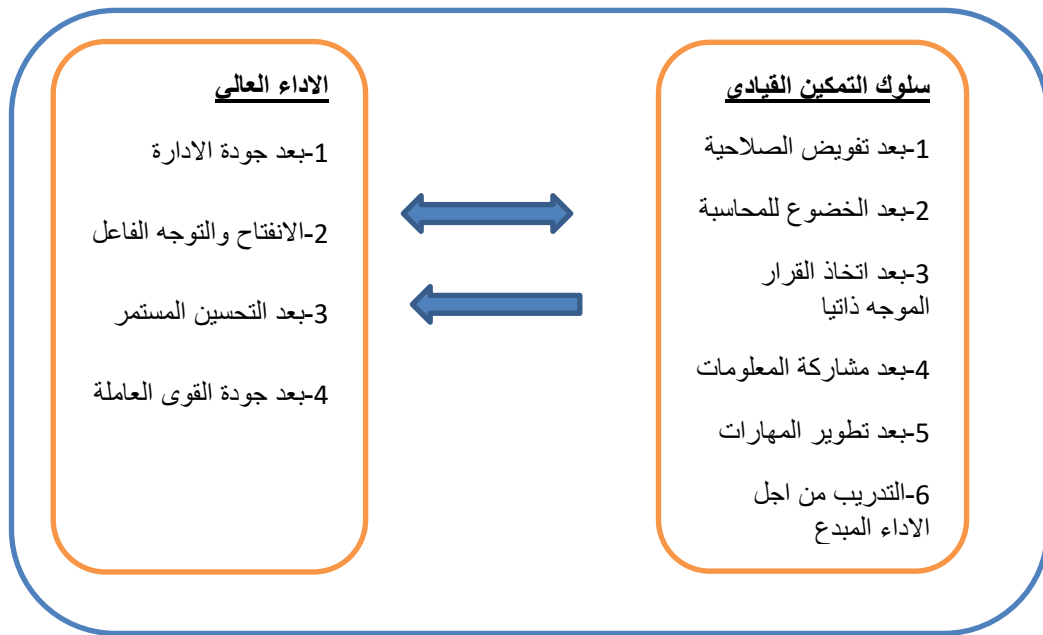 سلوك التمكين القيادي
1-بعد تفويض الصلاحية
2-بعد الخضوع للمحاسبة
3-بعد اتخاذ القرار
الموجه ذاتيا
4-بعد مشاركة المعلومات
5-بعد تطوير المهارات
6-التدريب من اجل
الاداء المبدع
الاداء العالي
1-بعد جودة الادارة
2-الانفتاح والتوجه الفاعل
3-بعد التحسين المستمر
4-بعد جودة القوى العاملة